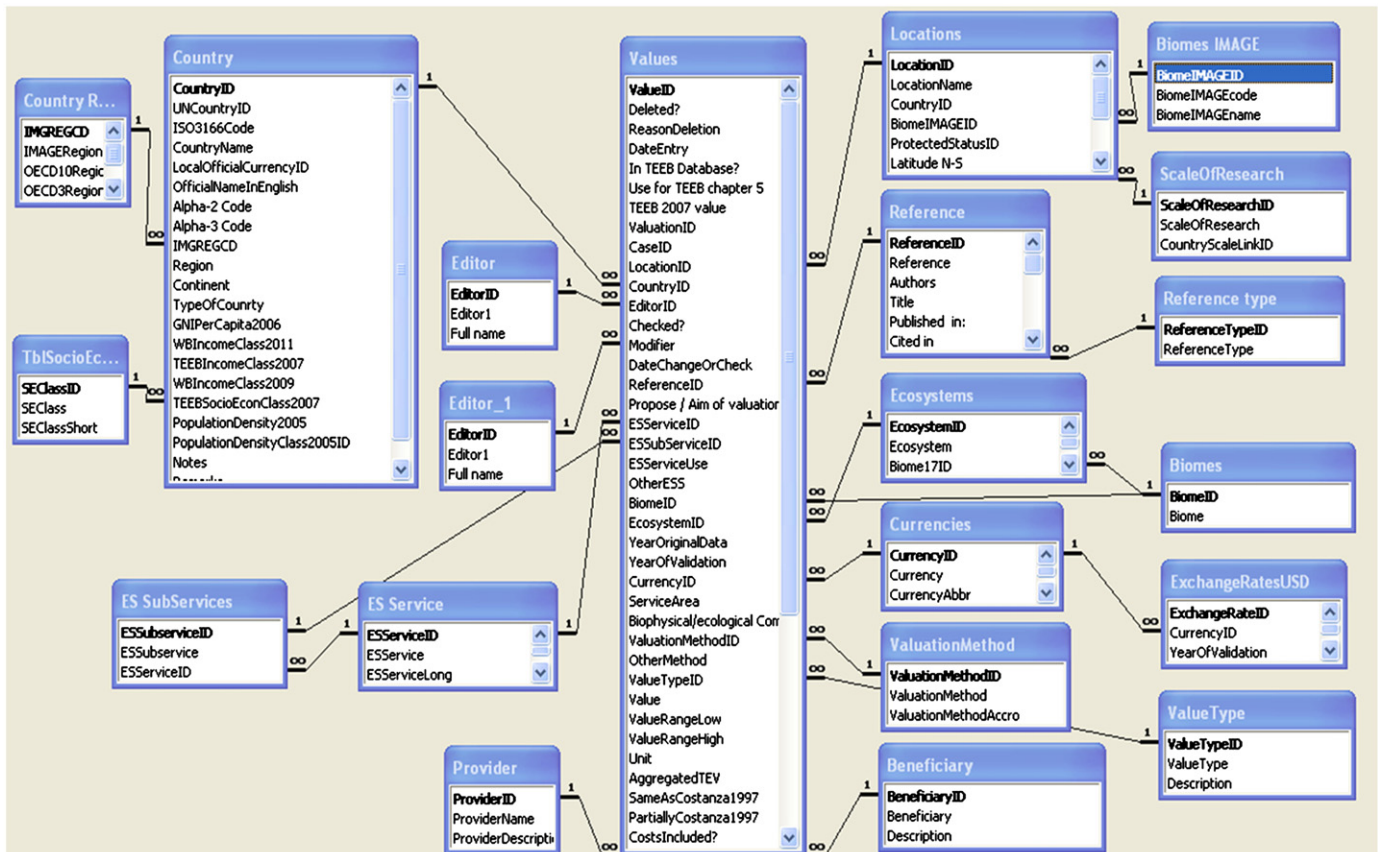 Country R...
IMGREGCD
IMAGERegion
OECD10Regic
OECD3Region
TblSocioEc...
SEClassID
SEClass
SEClassShort
Country
CountryID
UNCountryID
ISO3166Code
CountryName
LocalOfficialCurrencyID
OfficialNameInEnglish
Alpha-2 Code
Alpha-3 Code
IMGREGCD
Region
Continent
TypeOfCounrty
GNIPerCapita2006
WBIncomeClass2011
TEEBIncomeClass2007
WBIncomeClass2009
TEEBSocioEconClass2007
PopulationDensity2005
PopulationDensityClass2005ID
Notes
Editor
EditorID
Editor1
Full name
Editor_1
EditorID
Editor1
Full name
ES SubServices
ESSubserviceID
ESSubservice
ESServiceID
ES Service
ESServiceID
ESService
ESServiceLong
Provider
ProviderID
ProviderName
ProviderDescripti
Values
ValueID
Deleted?
ReasonDeletion
DateEntry
In TEEB Database?
Use for TEEB chapter 5
TEEB 2007 value
ValuationID
CaseID
LocationID
CountryID
EditorID
Checked?
Modifier
DateChangeOrCheck
ReferenceID
Propose / Aim of valuation
ESServiceID
ESSubServiceID
ESServiceUse
OtherESS
BiomeID
EcosystemID
YearOriginalData
YearOfValidation
CurrencyID
ServiceArea
Biophysical/ecological Con
ValuationMethodID
OtherMethod
ValueTypeID
Value
ValueRangeLow
ValueRangeHigh
Unit
AggregatedTEV
SameAsCostanza1997
PartiallyCostanza1997
CostsIncluded?
Locations
LocationID
LocationName
CountryID
BiomeIMAGEID
ProtectedStatusID
Latitude N-S
Reference
ReferenceID
Reference
Authors
Title
Published in:
Cited in
Ecosystems
EcosystemID
Ecosystem
Biome17ID
Currencies
CurrencyID
Currency
CurrencyAbbr
ValuationMethod
ValuationMethodID
ValuationMethod
ValuationMethodAccro
Beneficiary
BeneficiaryID
Beneficiary
Description
Biomes IMAGE
BiomeIMAGEID
BiomeIMAGEcode
BiomeIMAGEname
ScaleOfResearch
ScaleOfResearchID
ScaleOfResearch
CountryScaleLinkID
Reference type
ReferenceTypeID
ReferenceType
Biomes
BiomeID
Biome
ExchangeRatesUSD
ExchangeRateID
CurrencyID
YearOfValidation
ValueType
ValueTypeID
ValueType
Description